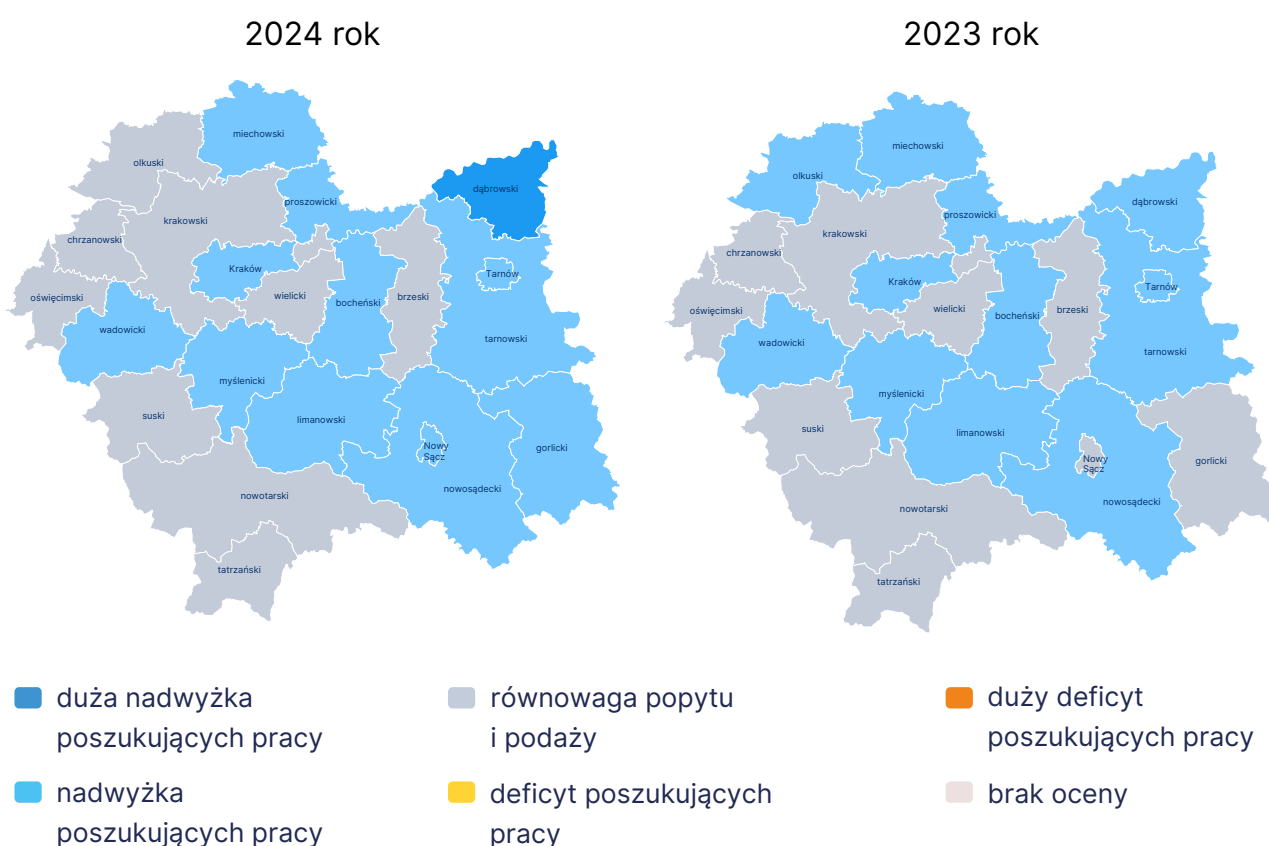 2024 rok
miechowski
olkuski
dąbrowski
proszowicki
krakowski
chrzanowski
Kraków
Tarnów
oświęcimski
wielicki
bocheński
brzeski
wadowicki
tarnowski
myślenicki
suski
limanowski
Nowy
Sącz
gorlicki
nowosądecki
nowotarski
tatrzański
2023 rok
miechowski
olkuski
dąbrowski
proszowicki
krakowski
chrzanowski
Kraków
Tarnów
oświęcimski
wielicki
bocheński
brzeski
wadowicki
tarnowski
myślenicki
suski
limanowski
Nowy
Sącz
gorlicki
nowosądecki
nowotarski
tatrzański
duża nadwyżka
poszukujących pracy
nadwyżka
poszukujących pracy
równowaga popytu
i podaży
deficyt poszukujących
pracy
duży deficyt
poszukujących pracy
brak oceny